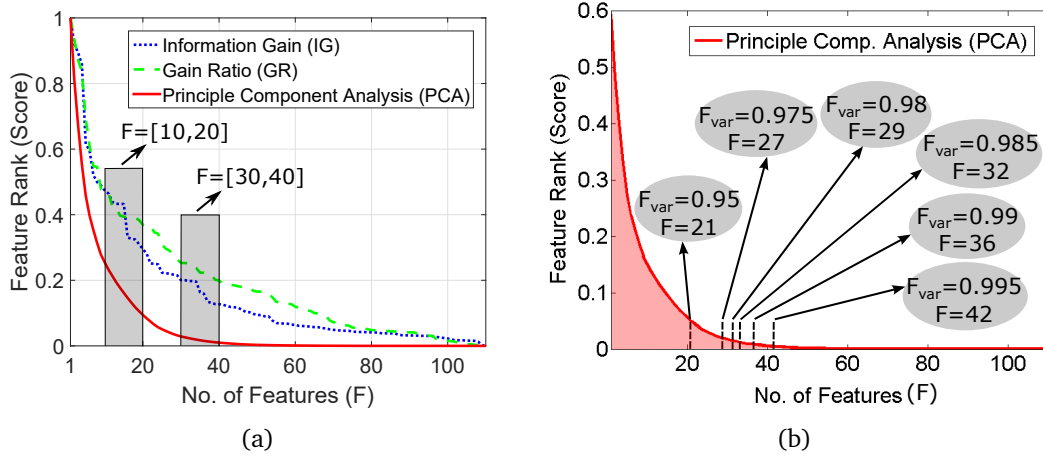 Feature Rank (Score)
1
0.8
0.6
0.4
0.2
0
Information Gain (IG)
Gain Ratio (GR)
Principle Component Analysis (PCA)
F=[10,20]
F=[30,40]
1 20 40 60 80 100
No. of Features (F)
(a)
(b)
Feature Rank (Score)
0.6
0.5
0.4
0.3
0.2
0.1
0
Principle Comp. Analysis (PCA)
Fvar=0.95
F=21
Fvar=0.975
F=27
Fvar=0.98
F=29
Fvar=0.985
F=32
Fvar=0.99
F=36
Fvar=0.995
F=42
20 40 60 80 100
No. of Features (F)
(b)